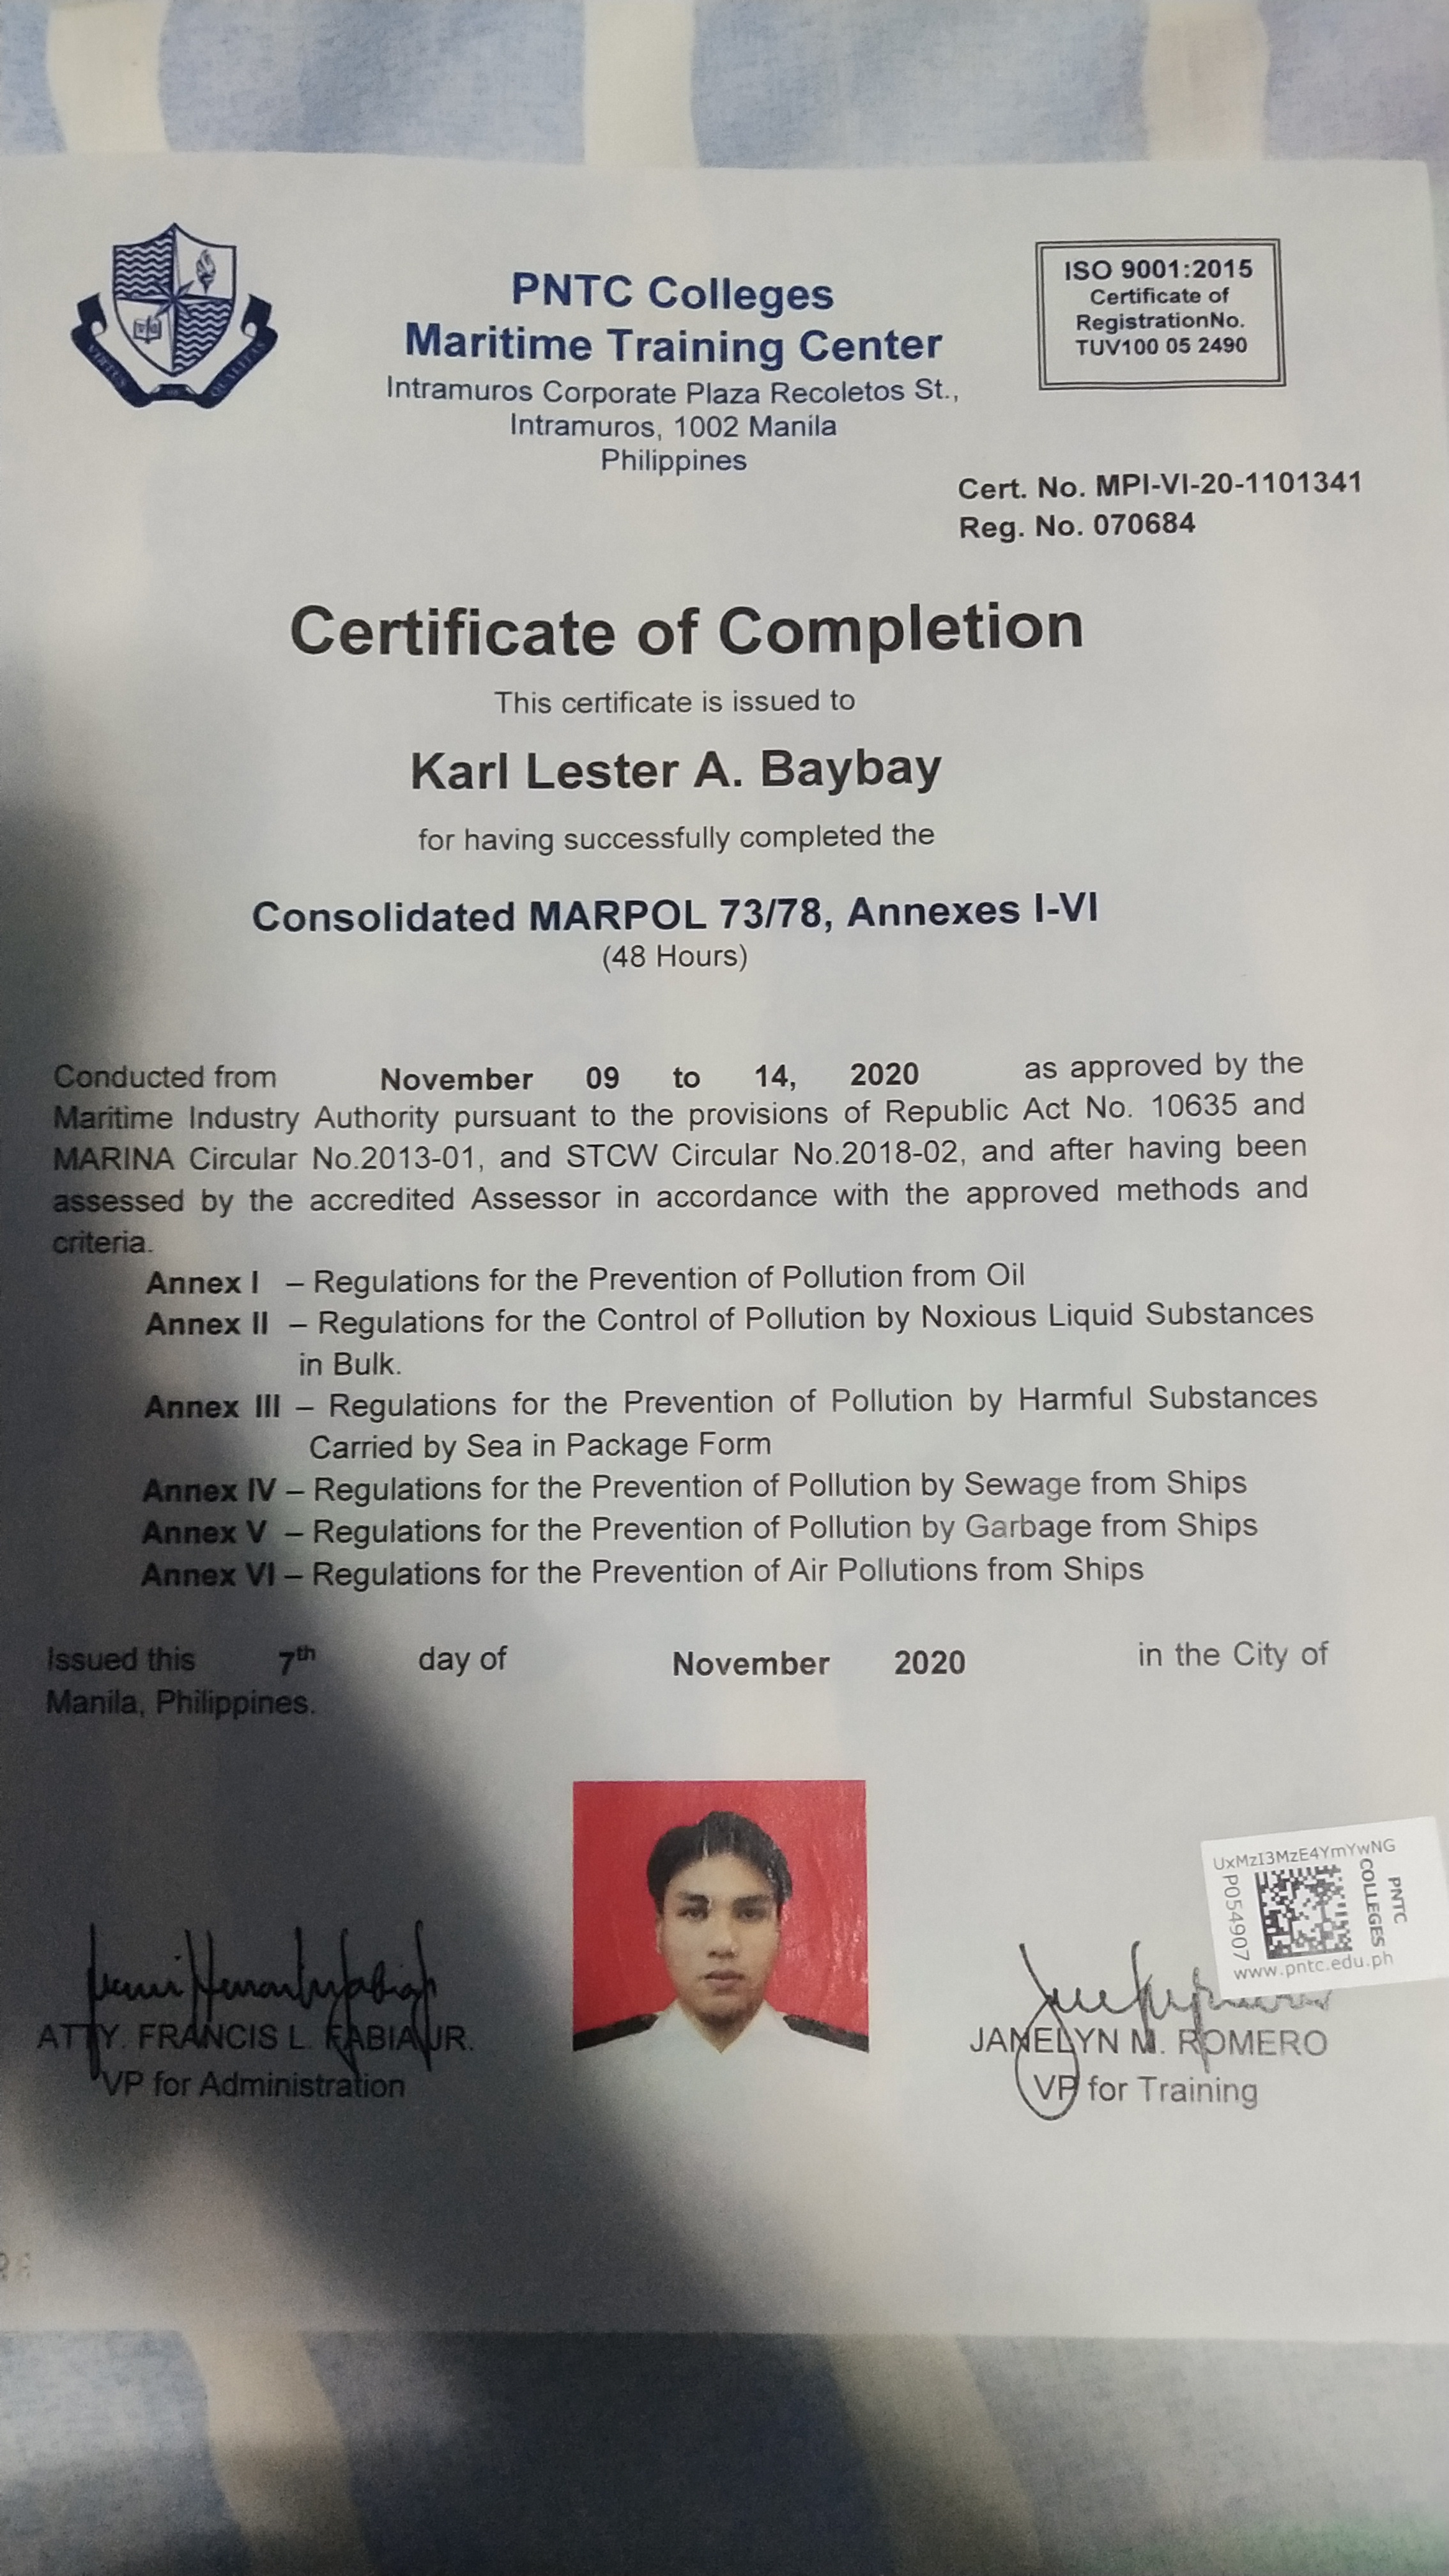 VIRTUS QUALITAS
PNTC Colleges
Maritime Training Center
Intramuros Corporate Plaza Recoletos St.,
Intramuros, 1002 Manila
Philippines
ISO 9001:2015
Certificate of
RegistrationNo.
TUV100 05 2490
Cert. No. MPI-VI-20-1101341
Reg. No. 070684
Certificate of Completion
This certificate is issued to
Karl Lester A. Baybay
for having successfully completed the
Consolidated MARPOL 73/78, Annexes I-VI
(48 Hours)
Conducted from November 09 to 14, 2020 as approved by the
Maritime Industry Authority pursuant to the provisions of Republic Act No. 10635 and
MARINA Circular No.2013-01, and STCW Circular No.2018-02, and after having been
assessed by the accredited Assessor in accordance with the approved methods and
criteria.
Annex I – Regulations for the Prevention of Pollution from Oil
Annex II – Regulations for the Control of Pollution by Noxious Liquid Substances
in Bulk.
Annex III – Regulations for the Prevention of Pollution by Harmful Substances
Carried by Sea in Package Form
Annex IV – Regulations for the Prevention of Pollution by Sewage from Ships
Annex V – Regulations for the Prevention of Pollution by Garbage from Ships
Annex VI – Regulations for the Prevention of Air Pollutions from Ships
Issued this 7th day of November 2020 in the City of
Manila, Philippines.
ATTY. FRANCIS L. FABIA JR.
VP for Administration
JANELYN M. ROMERO
VP for Training
UxMzI3MzE4YmYwNG
P054907
PNTC
COLLEGES
www.pntc.edu.ph